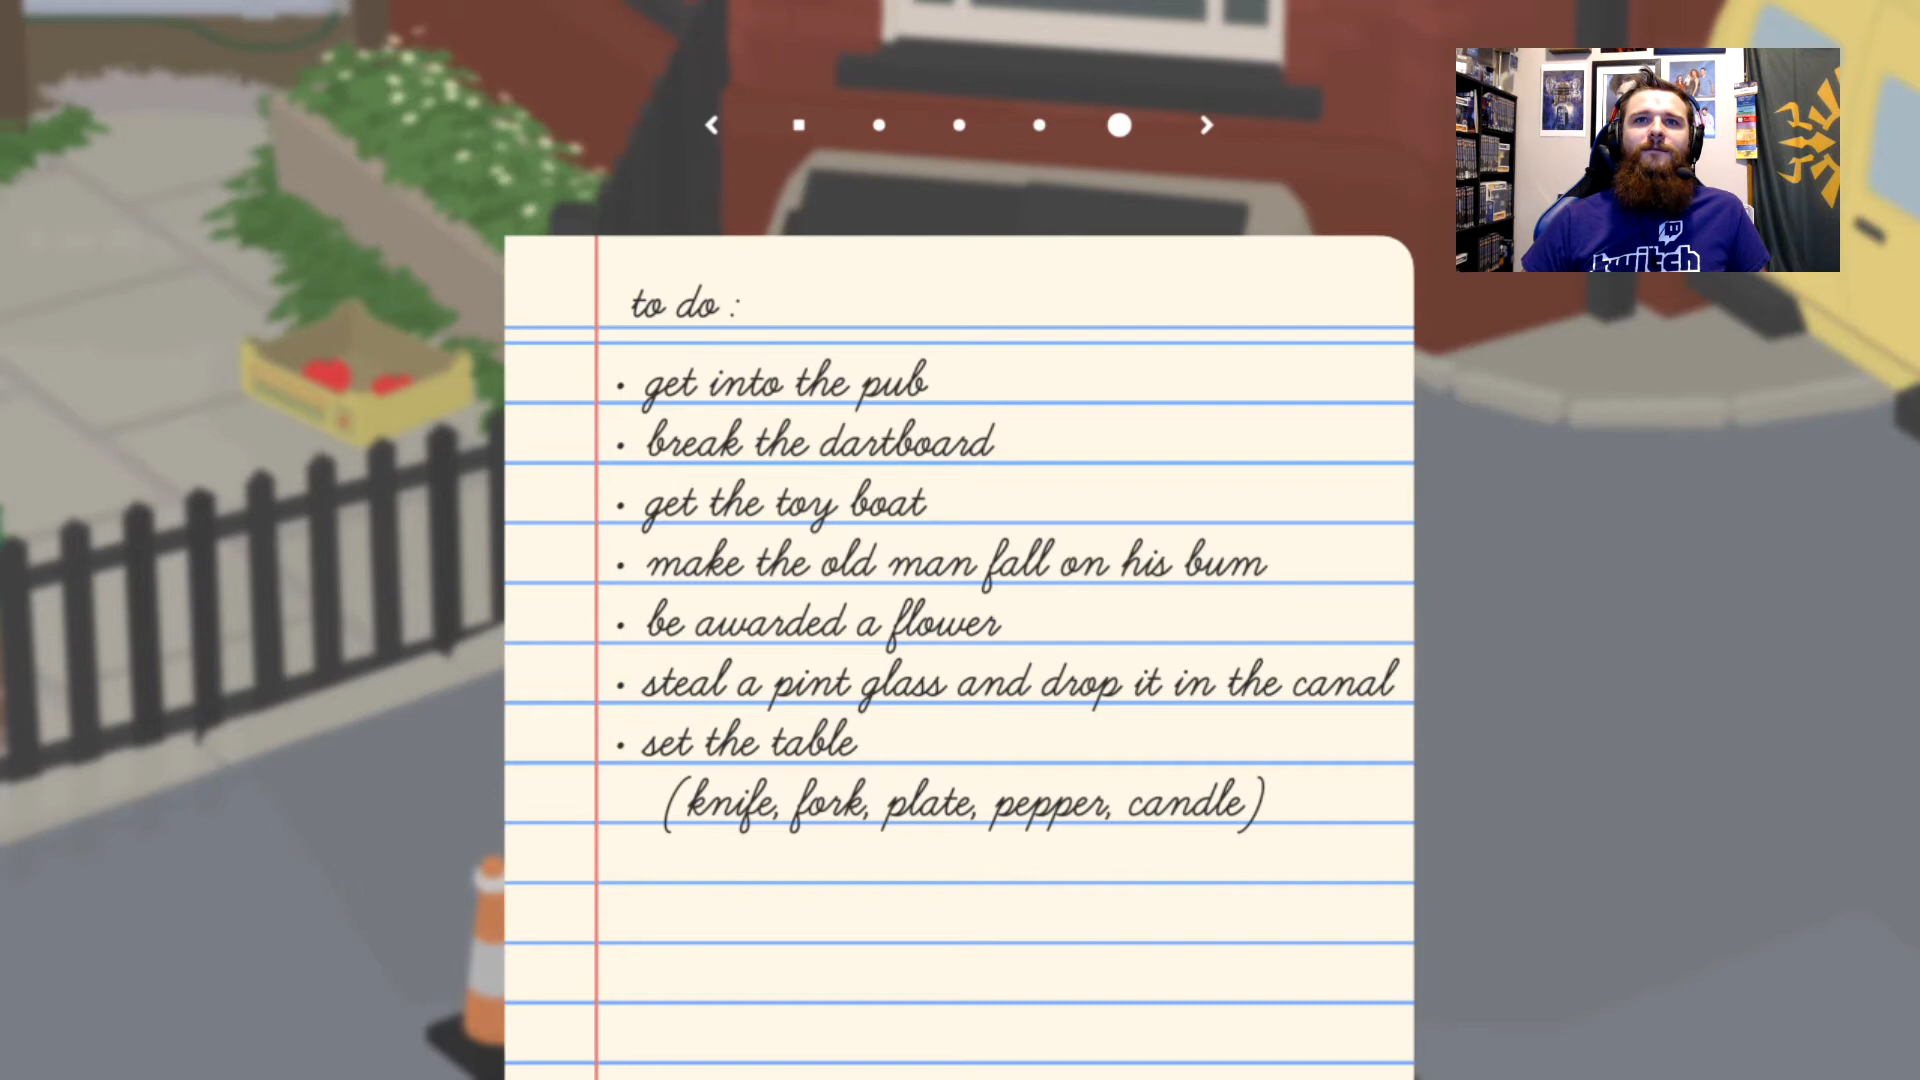 to do :
• get into the pub
• break the dartboard
• get the toy boat
• make the old man fall on his bum
• be awarded a flower
• steal a pint glass and drop it in the canal
• set the table
(knife, fork, plate, pepper, candle)
twitch